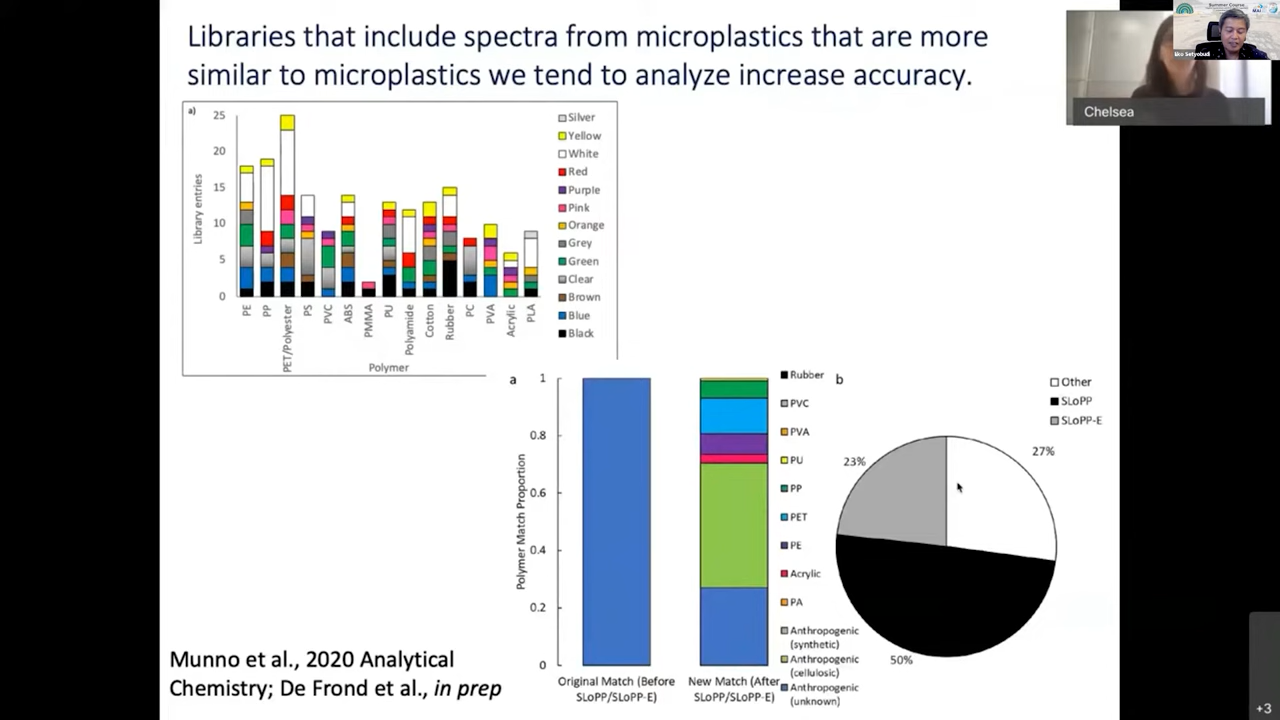 Libraries that include spectra from microplastics that are more
similar to microplastics we tend to analyze increase accuracy.
Summer Course
Eko Setyobudi
Chelsea
a)
25
20
15
10
5
0
Library entries
PE
PP
PET/Polyester
PS
PVC
ABS
PMMA
PU
Polyamide
Cotton
Rubber
PC
PVA
Acrylic
PLA
Polymer
Silver
Yellow
White
Red
Purple
Pink
Orange
Grey
Green
Clear
Brown
Blue
Black
a
1
0.8
0.6
0.4
0.2
0
Polymer Match Proportion
Original Match (Before
SLoPP/SLoPP-E)
New Match (After
SLoPP/SLoPP-E)
Rubber
PVC
PVA
PU
PP
PET
PE
Acrylic
PA
Anthropogenic
(synthetic)
Anthropogenic
(cellulosic)
Anthropogenic
(unknown)
b
Other
SLoPP
SLoPP-E
27%
23%
50%
Munno et al., 2020 Analytical
Chemistry; De Frond et al., in prep
+3